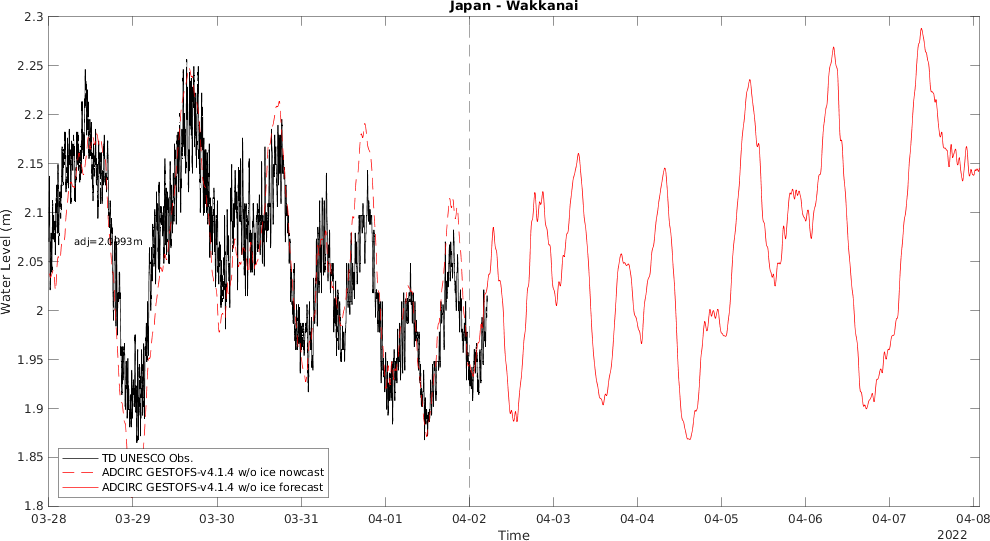 Japan - Wakkanai
2.3
2.25
2.2
2.15
2.1
2.05
2
1.95
1.9
1.85
1.8
Water Level (m)
adj=2.0993m
TD UNESCO Obs.
ADCIRC GESTOFS-v4.1.4 w/o ice nowcast
ADCIRC GESTOFS-v4.1.4 w/o ice forecast
03-28 03-29 03-30 03-31 04-01 04-02 04-03 04-04 04-05 04-06 04-07 04-08
Time
2022